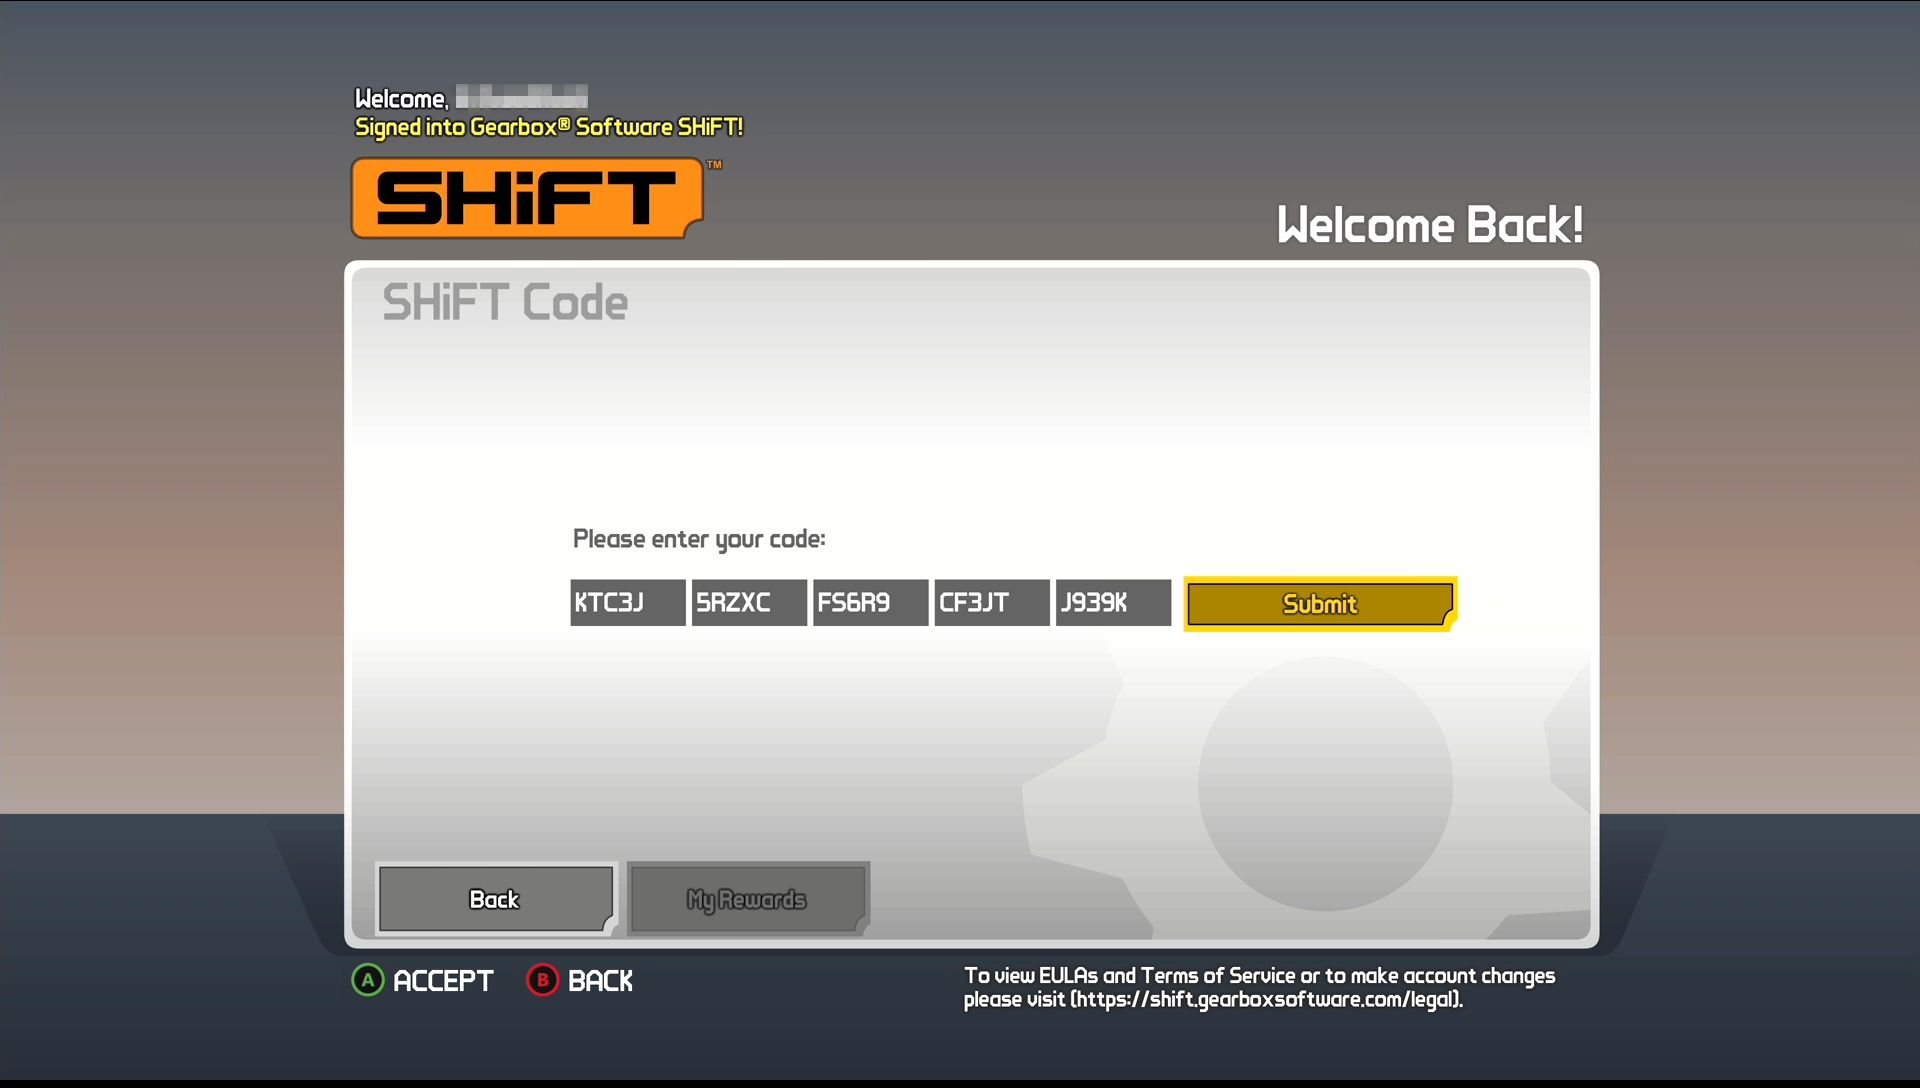 Welcome,
Signed into Gearbox® Software SHiFT!
SHiFT™
Welcome Back!
SHiFT Code
Please enter your code:
KTC3J 5RZXC FS6R9 CF3JT J939K Submit
Back My Rewards
A ACCEPT B BACK
To view EULAs and Terms of Service or to make account changes
please visit (https://shift.gearboxsoftware.com/legal).